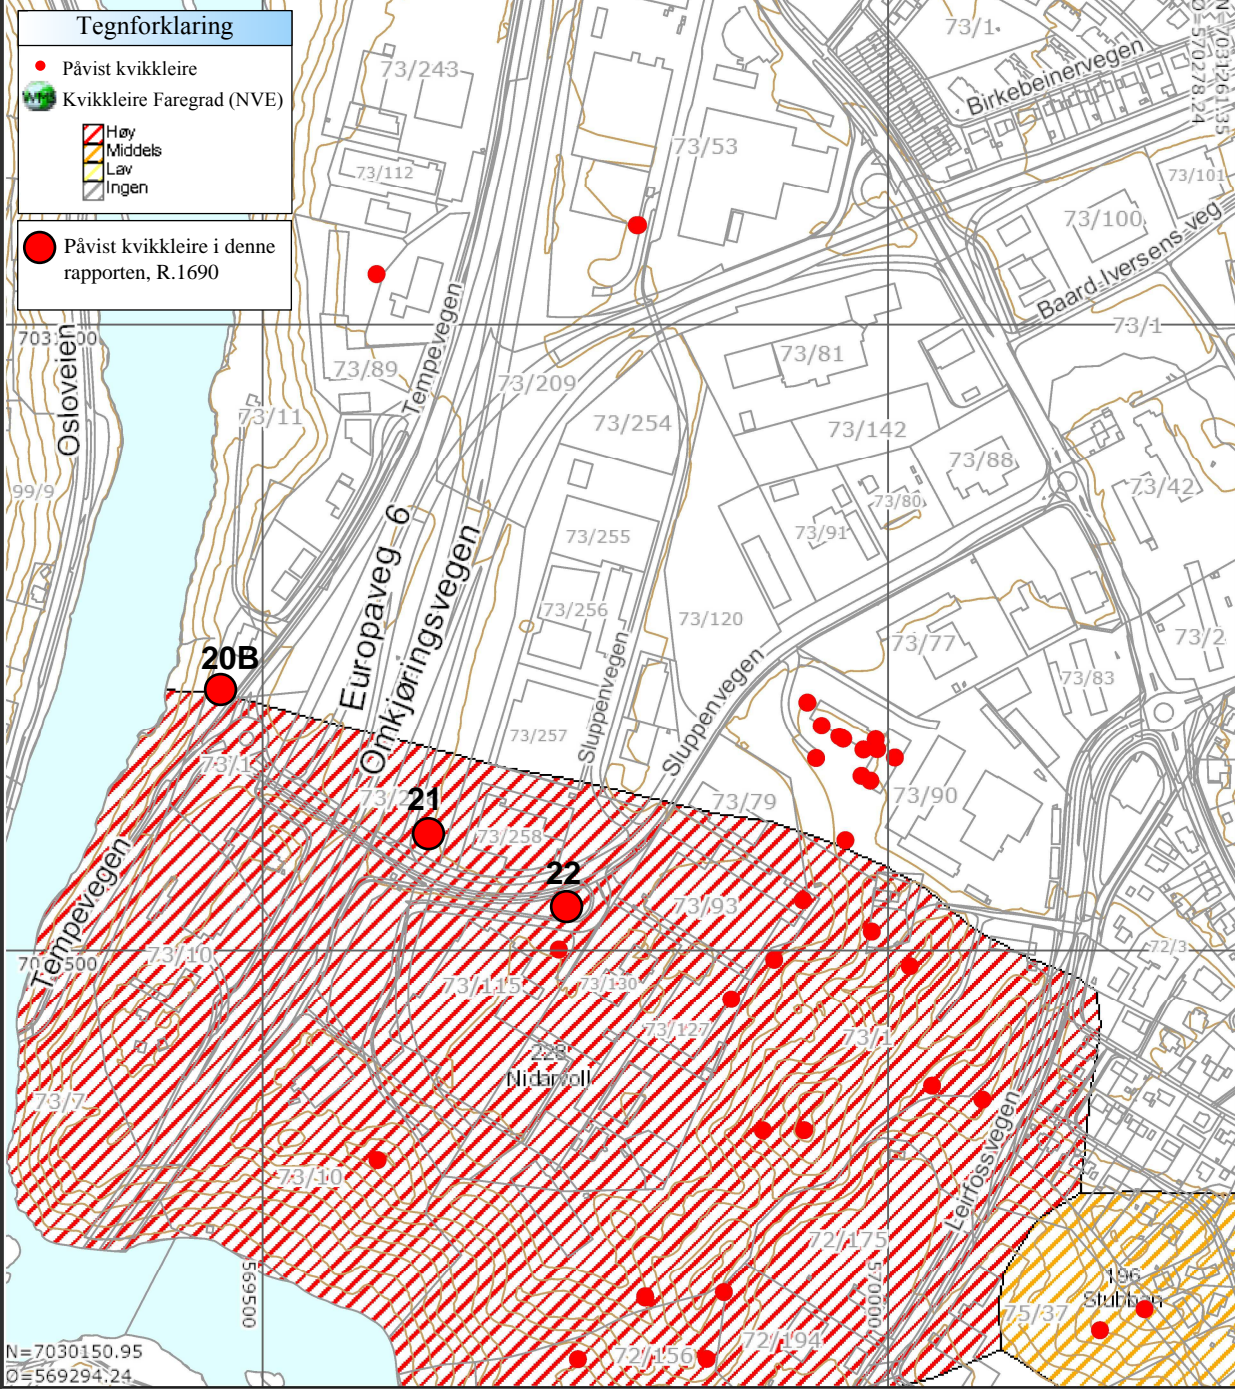 Tegnforklaring
Påvist kvikkleire
WMS
Kvikkleire Faregrad (NVE)
Høy
Middels
Lav
Ingen
Påvist kvikkleire i denne
rapporten, R.1690
73/1
N=7031261.35
Ø=570278.24
Birkebeinervegen
73/243
73/53
73/112
73/101
73/100
Baard Iversens veg
73/1
Osloveien
Tempevegen
73/89
73/209
73/81
73/11
73/254
73/142
73/88
73/42
99/9
73/80
73/91
Europaveg 6
Omkjøringsvegen
73/255
73/256
73/120
73/77
73/2
20B
Sluppenvegen
Sluppenvegen
73/83
73/257
73/1
21
73/79
73/90
73/258
22
Tempevegen
73/93
73/10
72/3
73/115
73/130
73/127
73/1
228
Nidarvoll
73/7
73/10
Leirfossvegen
72/175
569500
570000
196
Stubban
75/37
72/194
72/156
N=7030150.95
Ø=569294.24